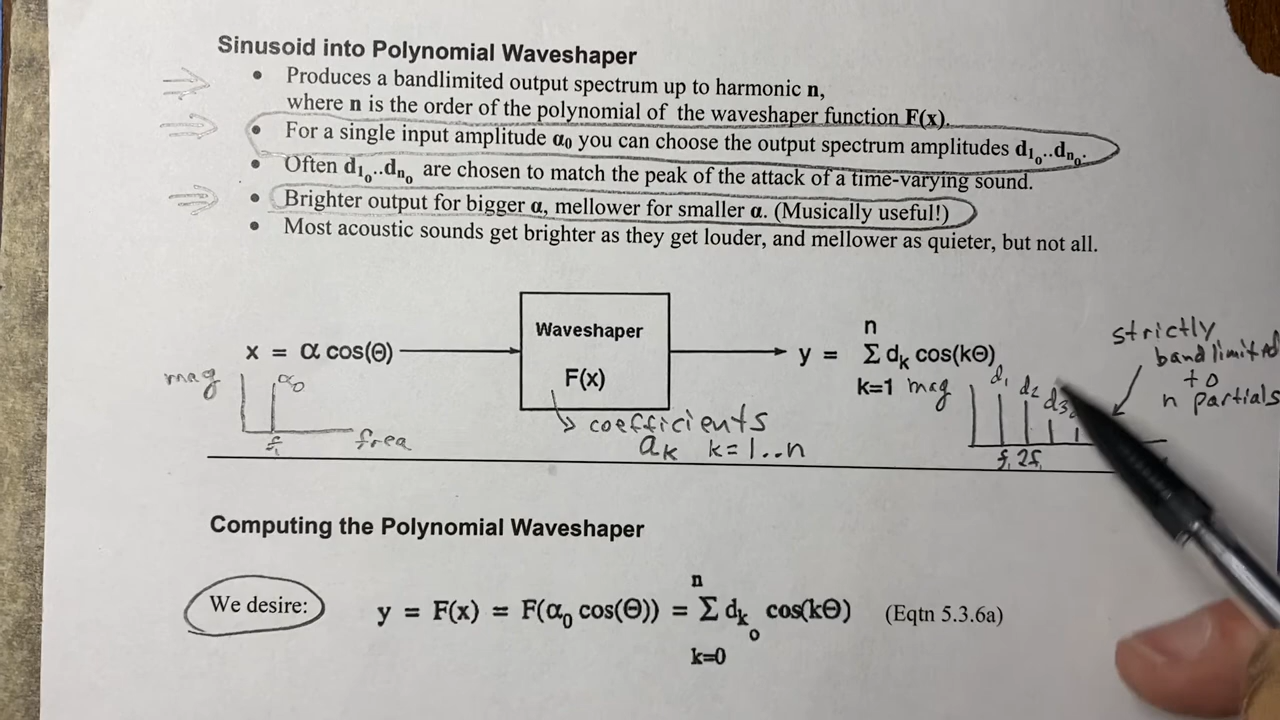 Sinusoid into Polynomial Waveshaper
• Produces a bandlimited output spectrum up to harmonic n,
where n is the order of the polynomial of the waveshaper function F(x).
• For a single input amplitude α₀ you can choose the output spectrum amplitudes d₁₀..dₙ₀.
• Often d₁₀..dₙ₀ are chosen to match the peak of the attack of a time-varying sound.
• Brighter output for bigger α, mellower for smaller α. (Musically useful!)
• Most acoustic sounds get brighter as they get louder, and mellower as quieter, but not all.
Waveshaper
F(x)
x = α cos(Θ)
mag
α₀
f₁
freq
coefficients
aₖ k=1..n
n
y = Σ dₖ cos(kΘ)
k=1
mag
d₁ d₂ d₃
f₁ 2f₁
strictly
bandlimited
to
n partials
Computing the Polynomial Waveshaper
n
We desire: y = F(x) = F(α₀ cos(Θ)) = Σ dₖ₀ cos(kΘ) (Eqtn 5.3.6a)
k=0